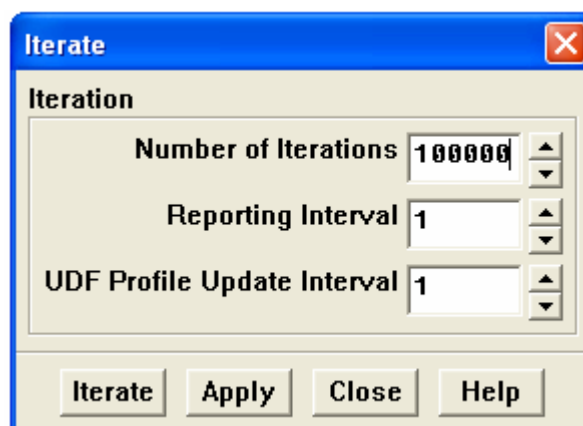 Iterate
Iteration
Number of Iterations 100000
Reporting Interval 1
UDF Profile Update Interval 1
Iterate Apply Close Help